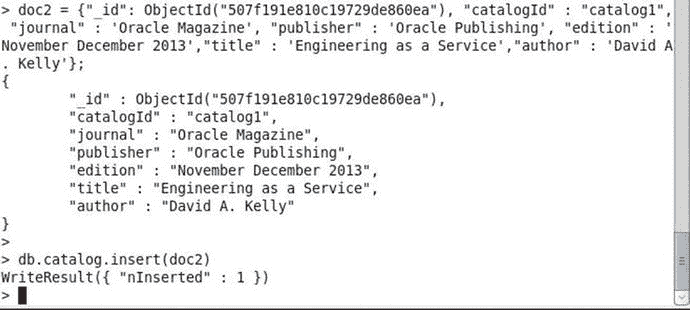 > doc2 = {"_id": ObjectId("507f191e810c19729de860ea"), "catalogId" : "catalog1",
 "journal" : 'Oracle Magazine', "publisher" : 'Oracle Publishing', "edition" : '
November December 2013',"title" : 'Engineering as a Service',"author" : 'David A
. Kelly'};
{
        "_id" : ObjectId("507f191e810c19729de860ea"),
        "catalogId" : "catalog1",
        "journal" : "Oracle Magazine",
        "publisher" : "Oracle Publishing",
        "edition" : "November December 2013",
        "title" : "Engineering as a Service",
        "author" : "David A. Kelly"
}
>
> db.catalog.insert(doc2)
WriteResult({ "nInserted" : 1 })
>